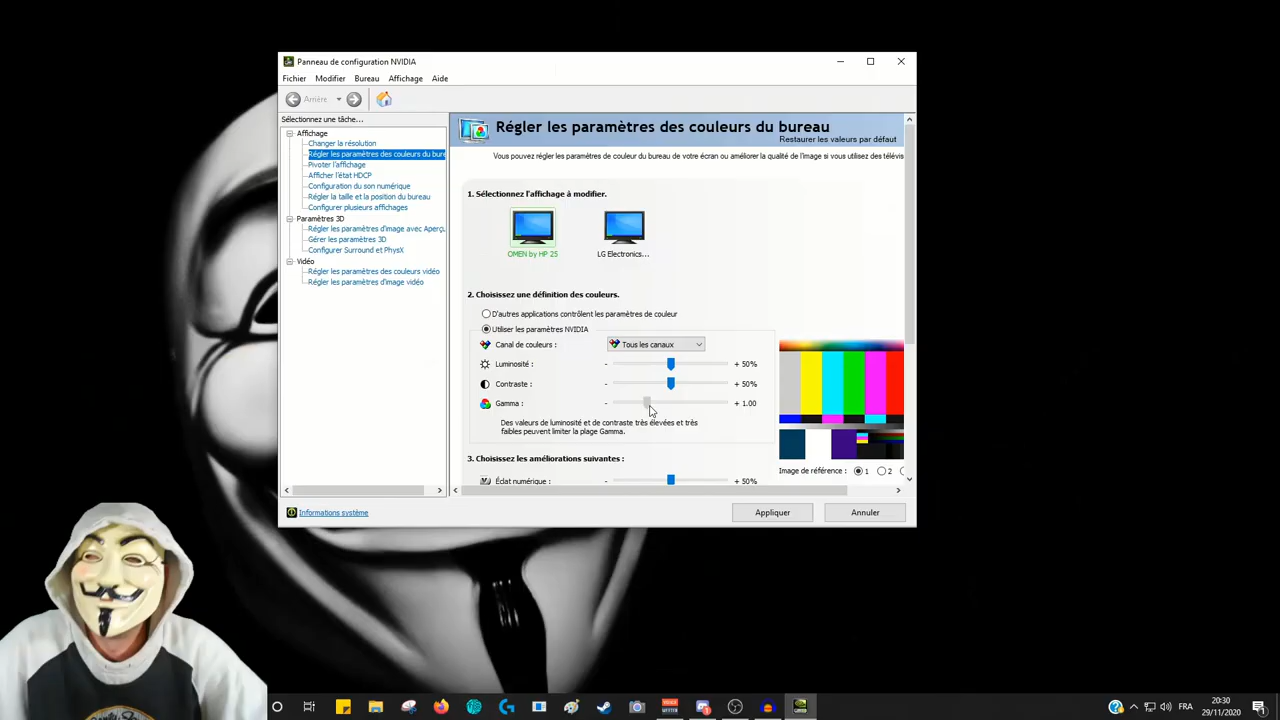 Panneau de configuration NVIDIA
Fichier Modifier Bureau Affichage Aide
Arrière
Sélectionnez une tâche...
Affichage
Changer la résolution
Régler les paramètres des couleurs du bure
Pivoter l'affichage
Afficher l'état HDCP
Configuration du son numérique
Régler la taille et la position du bureau
Configurer plusieurs affichages
Paramètres 3D
Régler les paramètres d'image avec Aperç
Gérer les paramètres 3D
Configurer Surround et PhysX
Vidéo
Régler les paramètres des couleurs vidéo
Régler les paramètres d'image vidéo
Informations système
Régler les paramètres des couleurs du bureau
Restaurer les valeurs par défaut
Vous pouvez régler les paramètres de couleur du bureau de votre écran ou améliorer la qualité de l'image si vous utilisez des télévis
1. Sélectionnez l'affichage à modifier.
OMEN by HP 25 LG Electronics...
2. Choisissez une définition des couleurs.
D'autres applications contrôlent les paramètres de couleur
Utiliser les paramètres NVIDIA
Canal de couleurs : Tous les canaux
Luminosité : - + 50%
Contraste : - + 50%
Gamma : - + 1.00
Des valeurs de luminosité et de contraste très élevées et très
faibles peuvent limiter la plage Gamma.
3. Choisissez les améliorations suivantes :
Éclat numérique : - + 50%
Image de référence : 1 2
Appliquer Annuler
FRA
20:30
29/11/2020